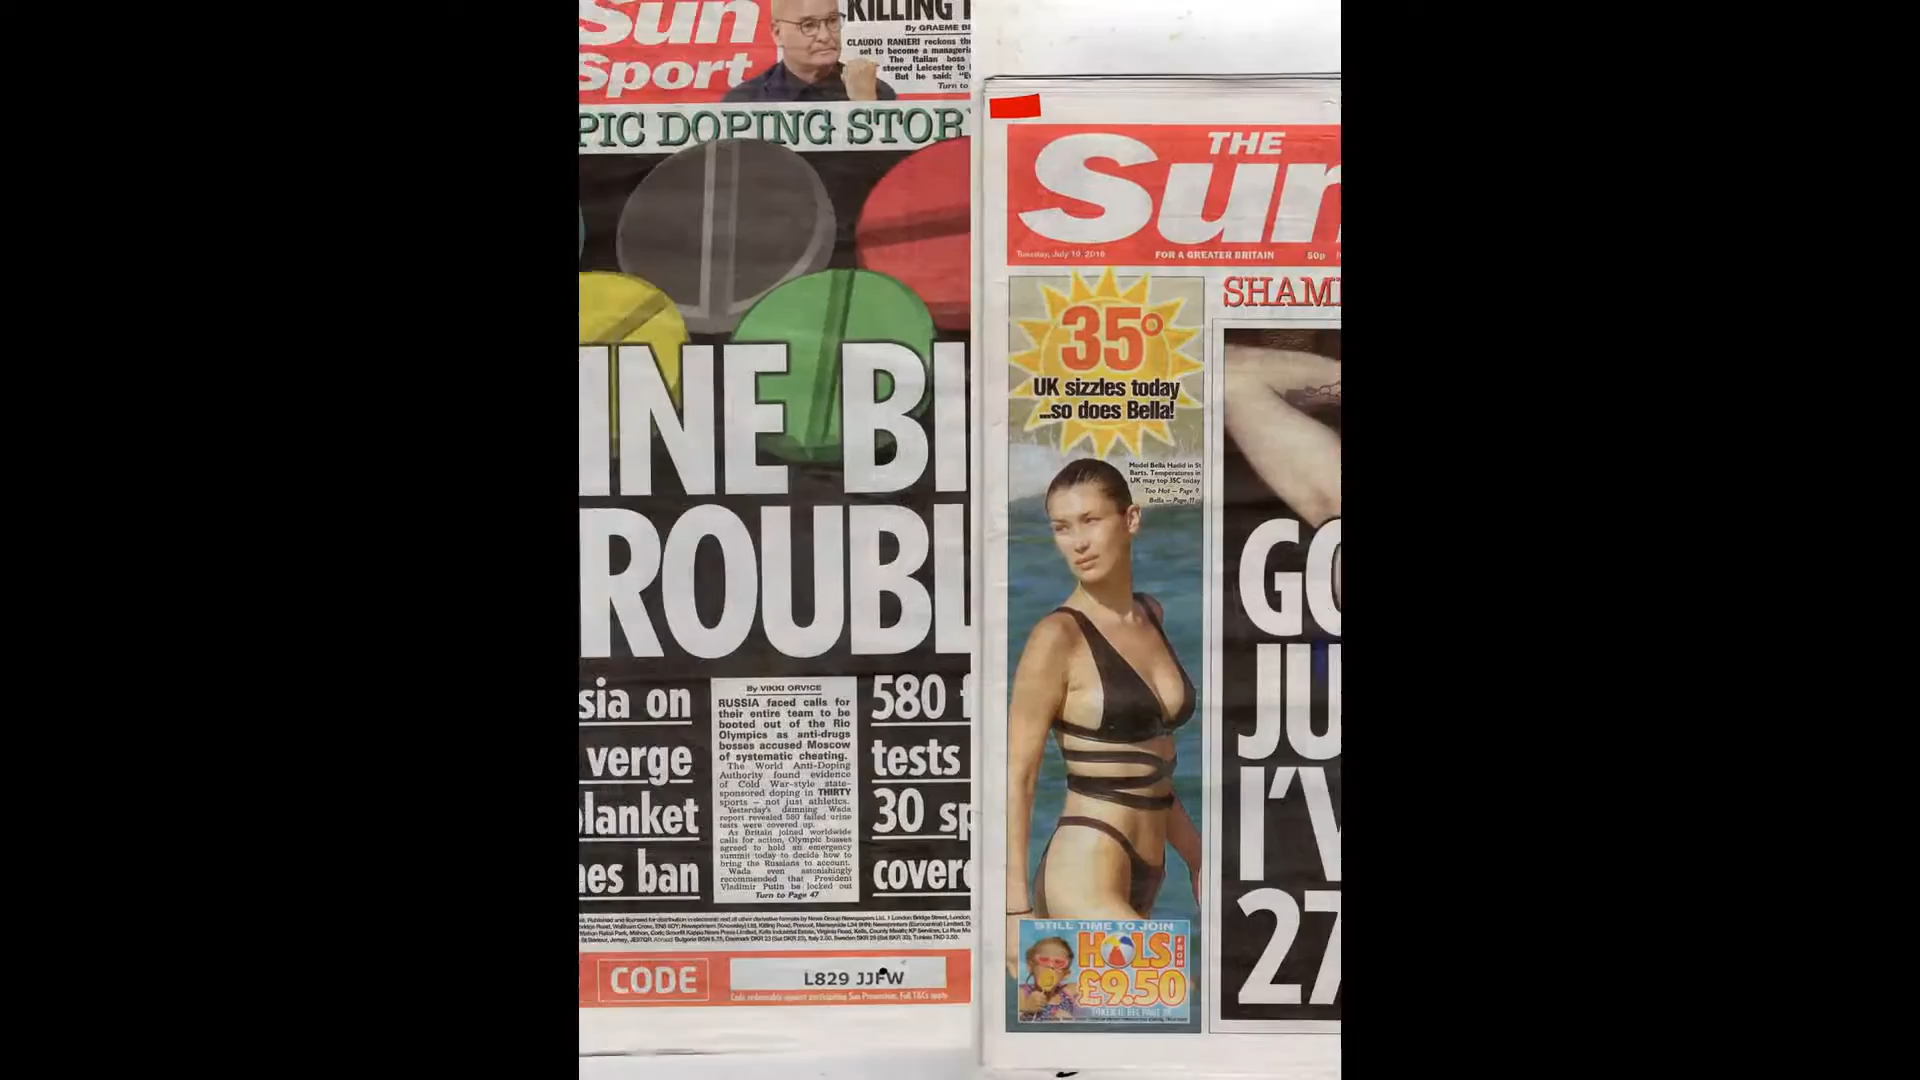 Sun
Sport
KILLING
By GRAEME
CLAUDIO RANIERI reckons
set to become a
The Italian boss
steered Leicester to
But he said:
Turn to
PIC DOPING STOR
INE BI
ROUBL
sia on
verge
lanket
es ban
By VIKKI ORVICE
RUSSIA faced calls for
their entire team to be
booted out of the Rio
Olympics as anti-drugs
bosses accused Moscow
of systematic cheating.
The World Anti-Doping
Authority found evidence
of Cold War-style state-
sponsored doping in THIRTY
sports — not just athletics.
Yesterday's damning Wada
report revealed 580 failed urine
tests were covered up.
As Britain joined worldwide
calls for action, Olympic bosses
agreed to hold an emergency
summit today to decide how to
bring the Russians to account.
Wada even astonishingly
recommended that President
Vladimir Putin be locked out
Turn to Page 47
580
tests
30 sp
covere
CODE
L829 JJFW
THE
Sun
Tuesday, July 19, 2016
FOR A GREATER BRITAIN
50p
SHAM
35°
UK sizzles today
...so does Bella!
Model Bella Hadid in St
Barts. Temperatures in
UK may top 35C today
Too Hot — Page 9
Bella — Page 11
GO
JU
I'V
27
STILL TIME TO JOIN
HOLS
FROM
£9.50